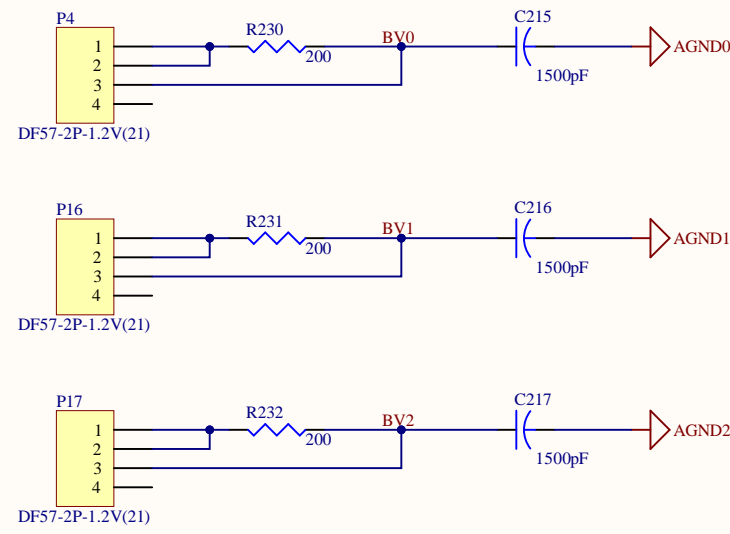 P4
C215
R230
BV0
1
AGND0
2
200
3
1500pF
4
DF57-2P-1.2V(21)
P16
C216
R231
BV1
1
AGND1
2
200
3
1500pF
4
DF57-2P-1.2V(21)
P17
C217
R232
BV2
1
AGND2
2
200
3
1500pF
4
DF57-2P-1.2V(21)